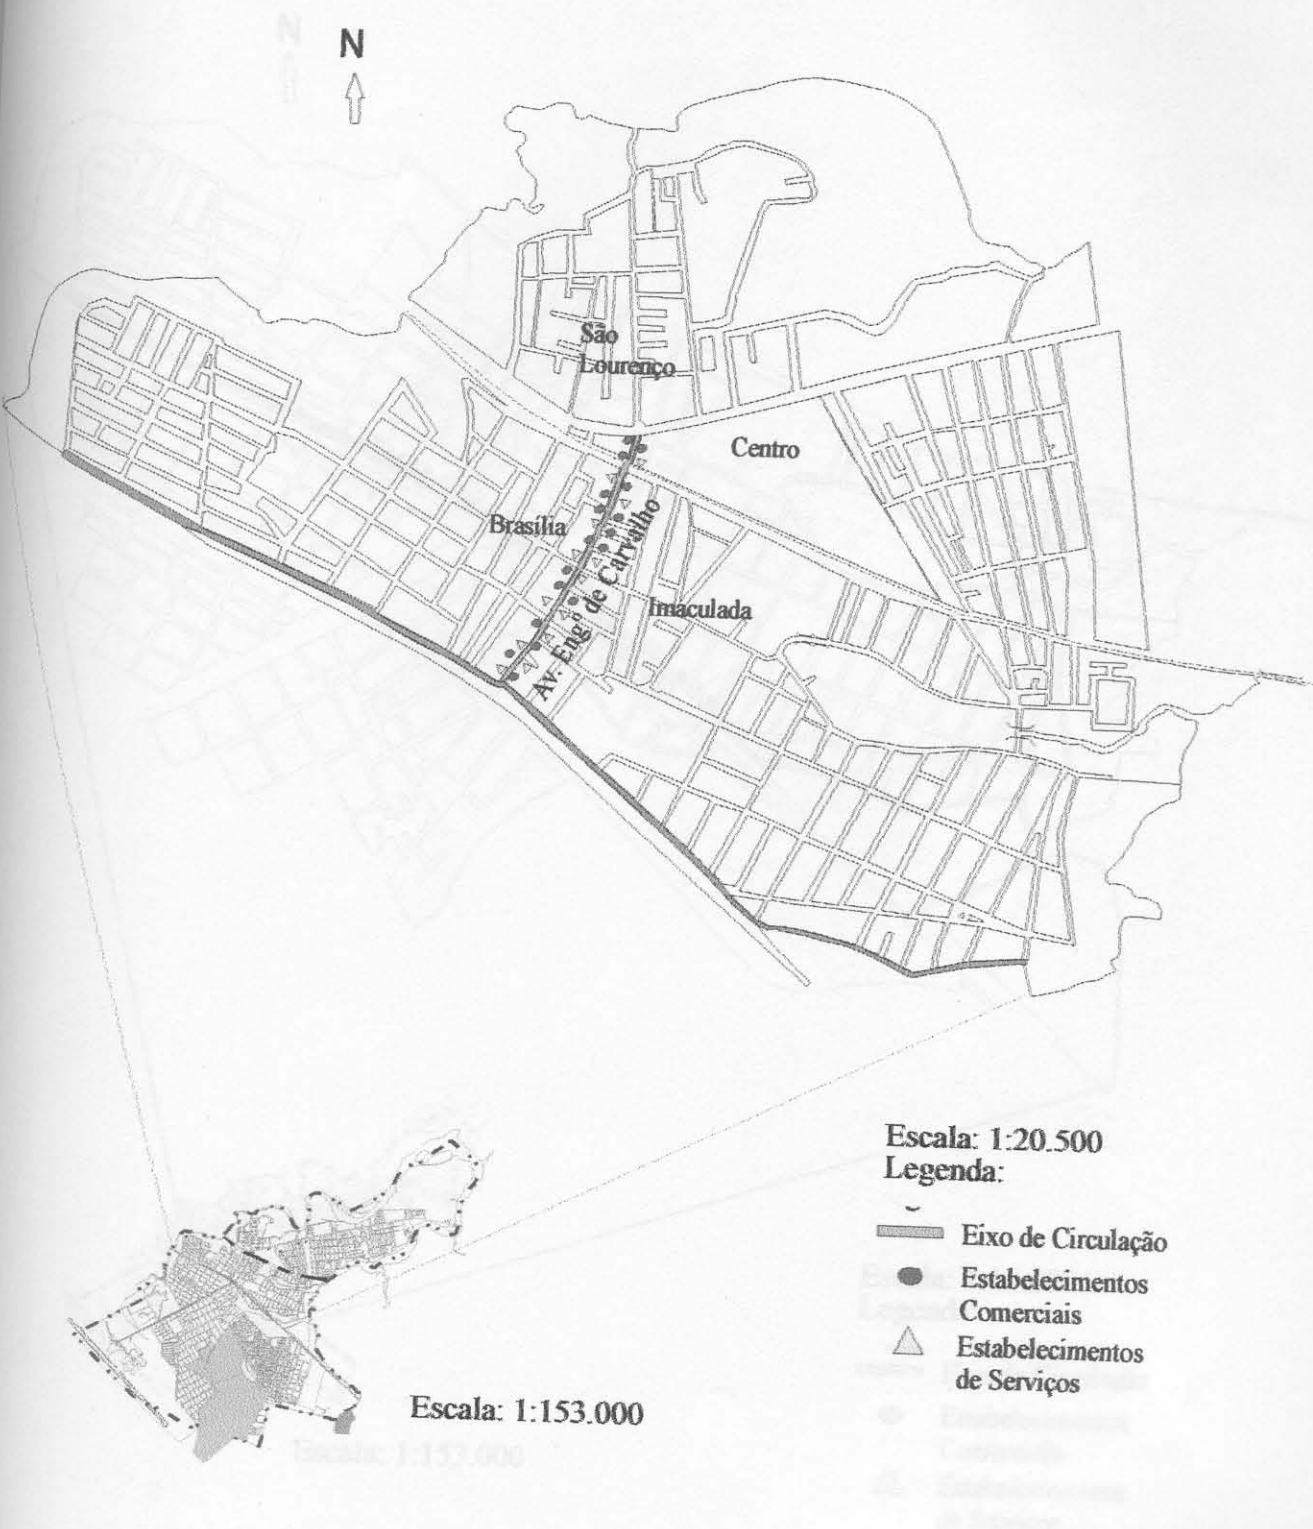 N
São
Lourenço
Centro
Brasília
Av. Engº de Carvalho
Imaculada
Escala: 1:20.500
Legenda:
Eixo de Circulação
Estabelecimentos
Comerciais
Estabelecimentos
de Serviços
Escala: 1:153.000